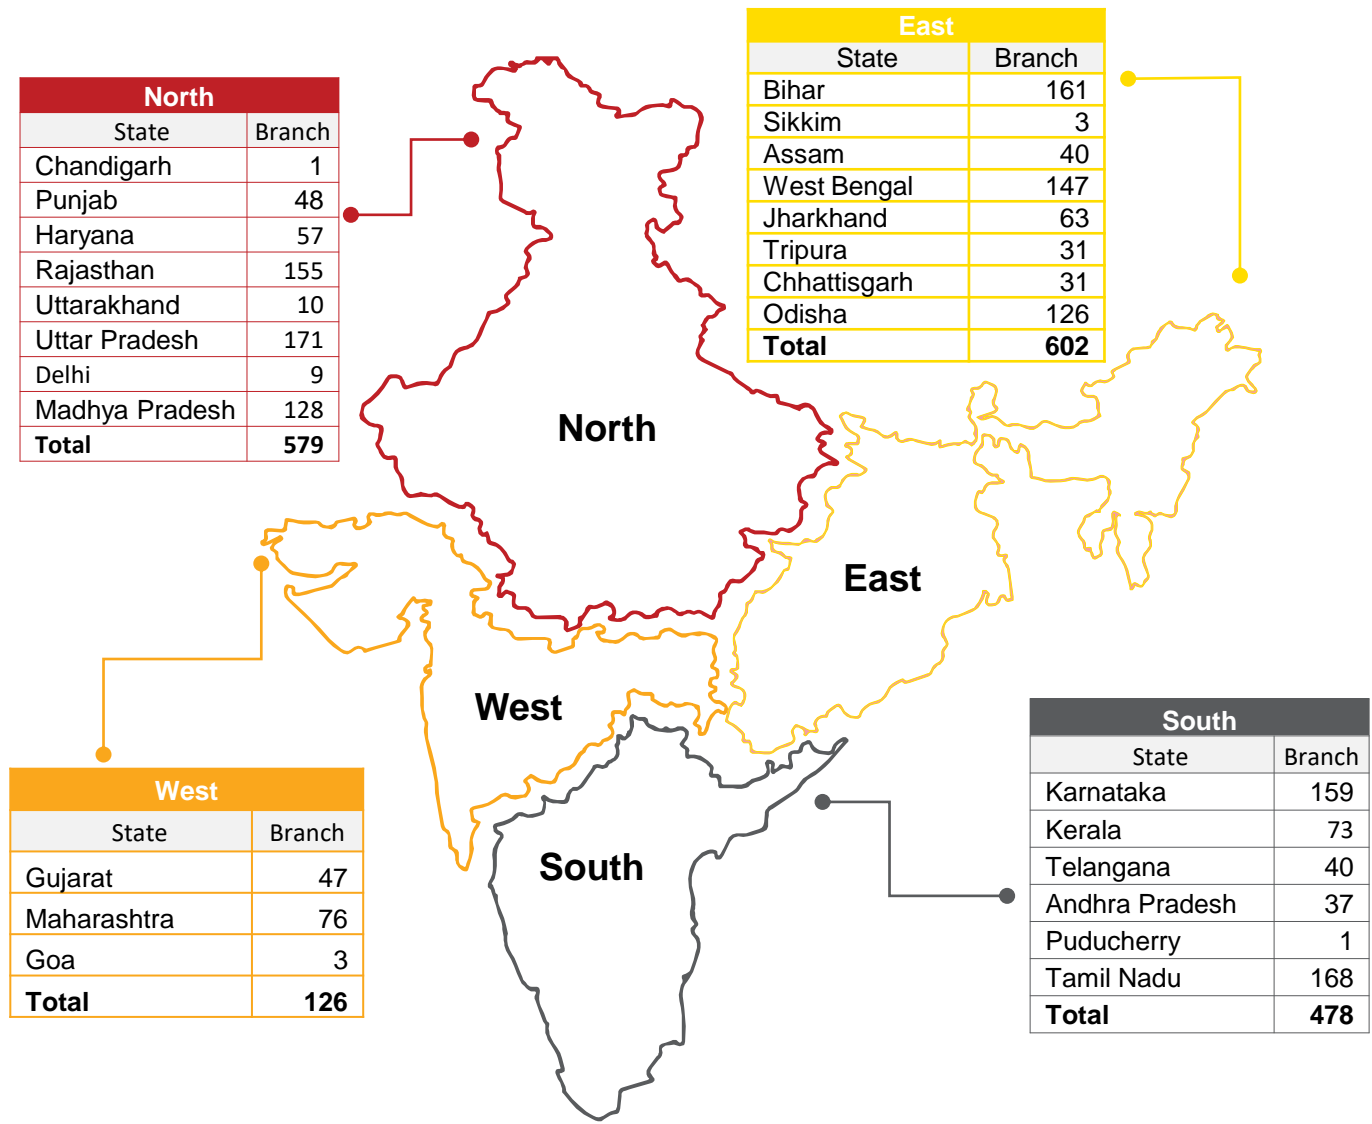 East
State Branch
Bihar 161
Sikkim 3
Assam 40
West Bengal 147
Jharkhand 63
Tripura 31
Chhattisgarh 31
Odisha 126
Total 602
North
State Branch
Chandigarh 1
Punjab 48
Haryana 57
Rajasthan 155
Uttarakhand 10
Uttar Pradesh 171
Delhi 9
Madhya Pradesh 128
Total 579
North
East
West
South
West
State Branch
Gujarat 47
Maharashtra 76
Goa 3
Total 126
South
State Branch
Karnataka 159
Kerala 73
Telangana 40
Andhra Pradesh 37
Puducherry 1
Tamil Nadu 168
Total 478